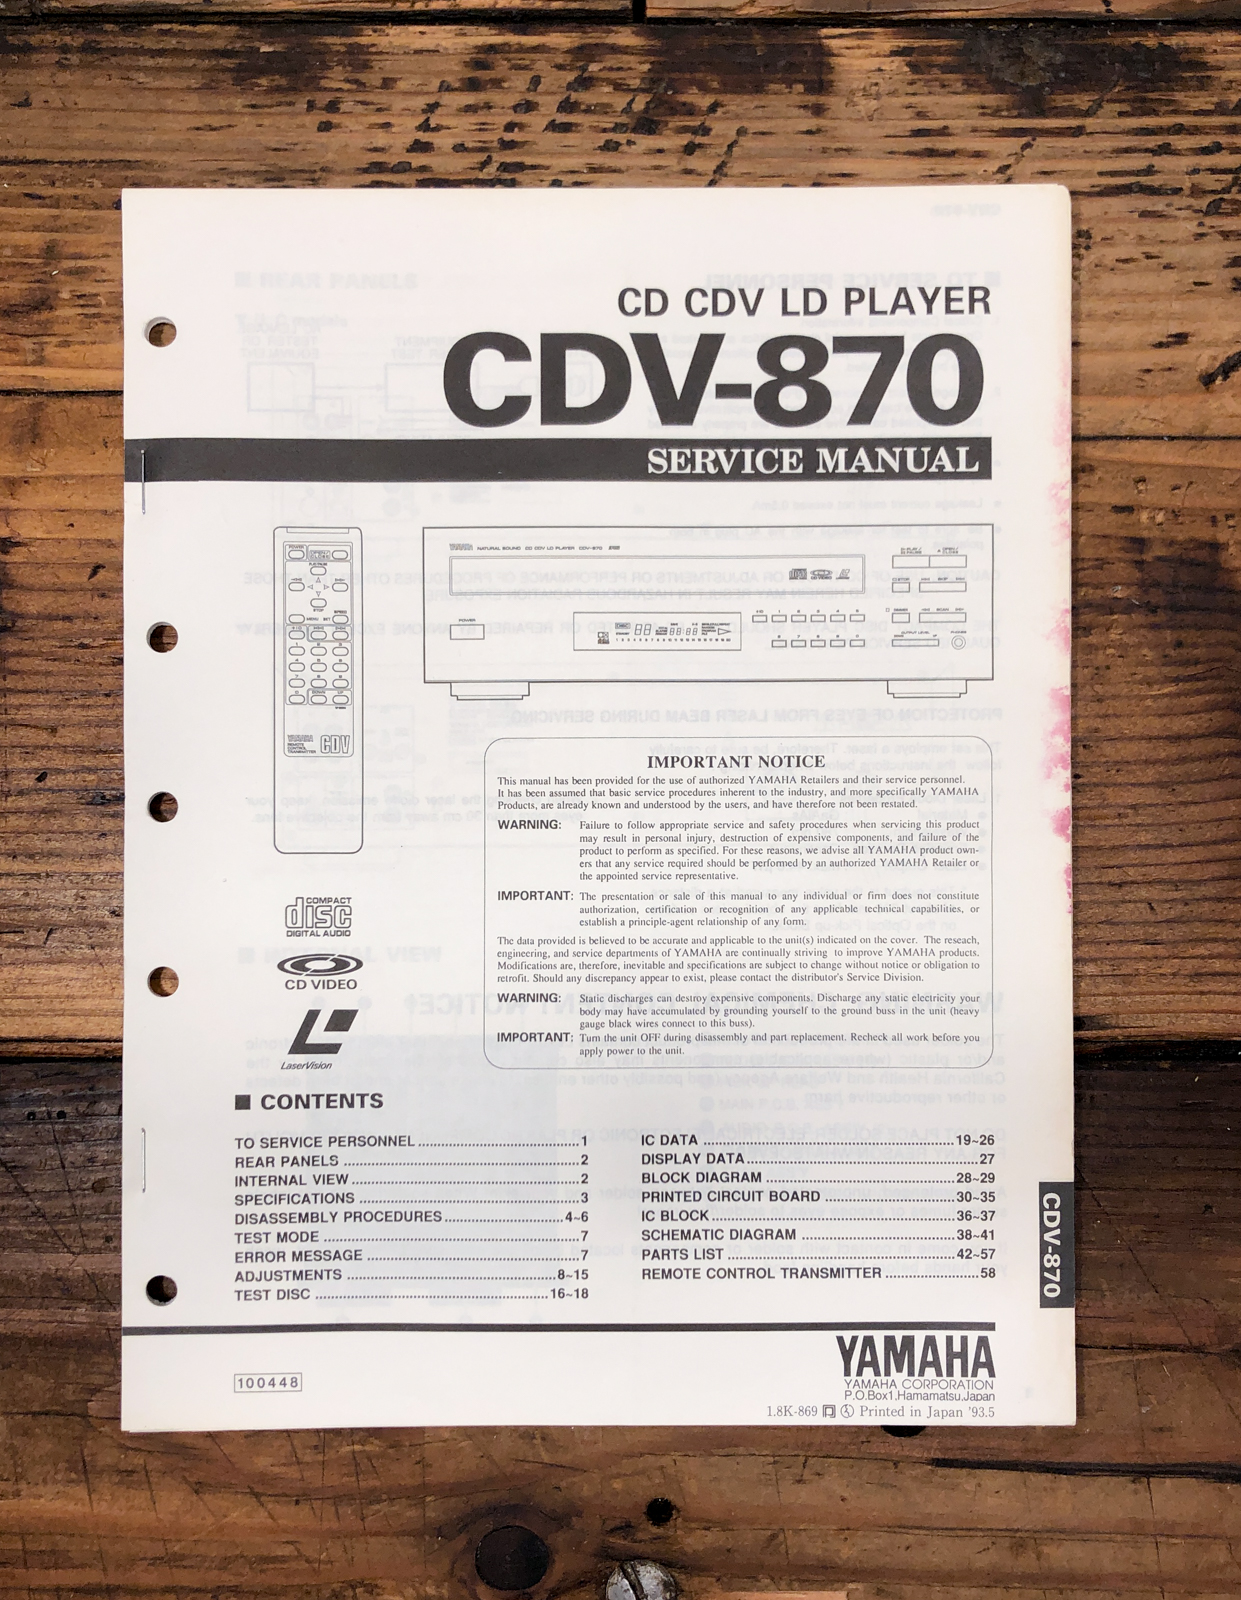 CD CDV LD PLAYER
CDV-870
SERVICE MANUAL
YAMAHA NATURAL SOUND CD CDV LD PLAYER CDV-870
POWER
POWER
STOP
MENU
YAMAHA
REMOTE
CONTROL
TRANSMITTER
CDV
IMPORTANT NOTICE
This manual has been provided for the use of authorized YAMAHA Retailers and their service personnel.
It has been assumed that basic service procedures inherent to the industry, and more specifically YAMAHA
Products, are already known and understood by the users, and have therefore not been restated.
WARNING: Failure to follow appropriate service and safety procedures when servicing this product
may result in personal injury, destruction of expensive components, and failure of the
product to perform as specified. For these reasons, we advise all YAMAHA product own-
ers that any service required should be performed by an authorized YAMAHA Retailer or
the appointed service representative.
IMPORTANT: The presentation or sale of this manual to any individual or firm does not constitute
authorization, certification or recognition of any applicable technical capabilities, or
establish a principle-agent relationship of any form.
The data provided is believed to be accurate and applicable to the unit(s) indicated on the cover. The reseach,
engineering, and service departments of YAMAHA are continually striving to improve YAMAHA products.
Modifications are, therefore, inevitable and specifications are subject to change without notice or obligation to
retrofit. Should any discrepancy appear to exist, please contact the distributor's Service Division.
WARNING: Static discharges can destroy expensive components. Discharge any static electricity your
body may have accumulated by grounding yourself to the ground buss in the unit (heavy
gauge black wires connect to this buss).
IMPORTANT: Turn the unit OFF during disassembly and part replacement. Recheck all work before you
apply power to the unit.
COMPACT
disc
DIGITAL AUDIO
CD VIDEO
LaserVision
■ CONTENTS
TO SERVICE PERSONNEL ........ 1
REAR PANELS ........ 2
INTERNAL VIEW ........ 2
SPECIFICATIONS ........ 3
DISASSEMBLY PROCEDURES ........ 4~6
TEST MODE ........ 7
ERROR MESSAGE ........ 7
ADJUSTMENTS ........ 8~15
TEST DISC ........ 16~18
IC DATA ........ 19~26
DISPLAY DATA ........ 27
BLOCK DIAGRAM ........ 28~29
PRINTED CIRCUIT BOARD ........ 30~35
IC BLOCK ........ 36~37
SCHEMATIC DIAGRAM ........ 38~41
PARTS LIST ........ 42~57
REMOTE CONTROL TRANSMITTER ........ 58
CDV-870
100448
YAMAHA
YAMAHA CORPORATION
P.O.Box1,Hamamatsu,Japan
1.8K-869 Printed in Japan '93.5